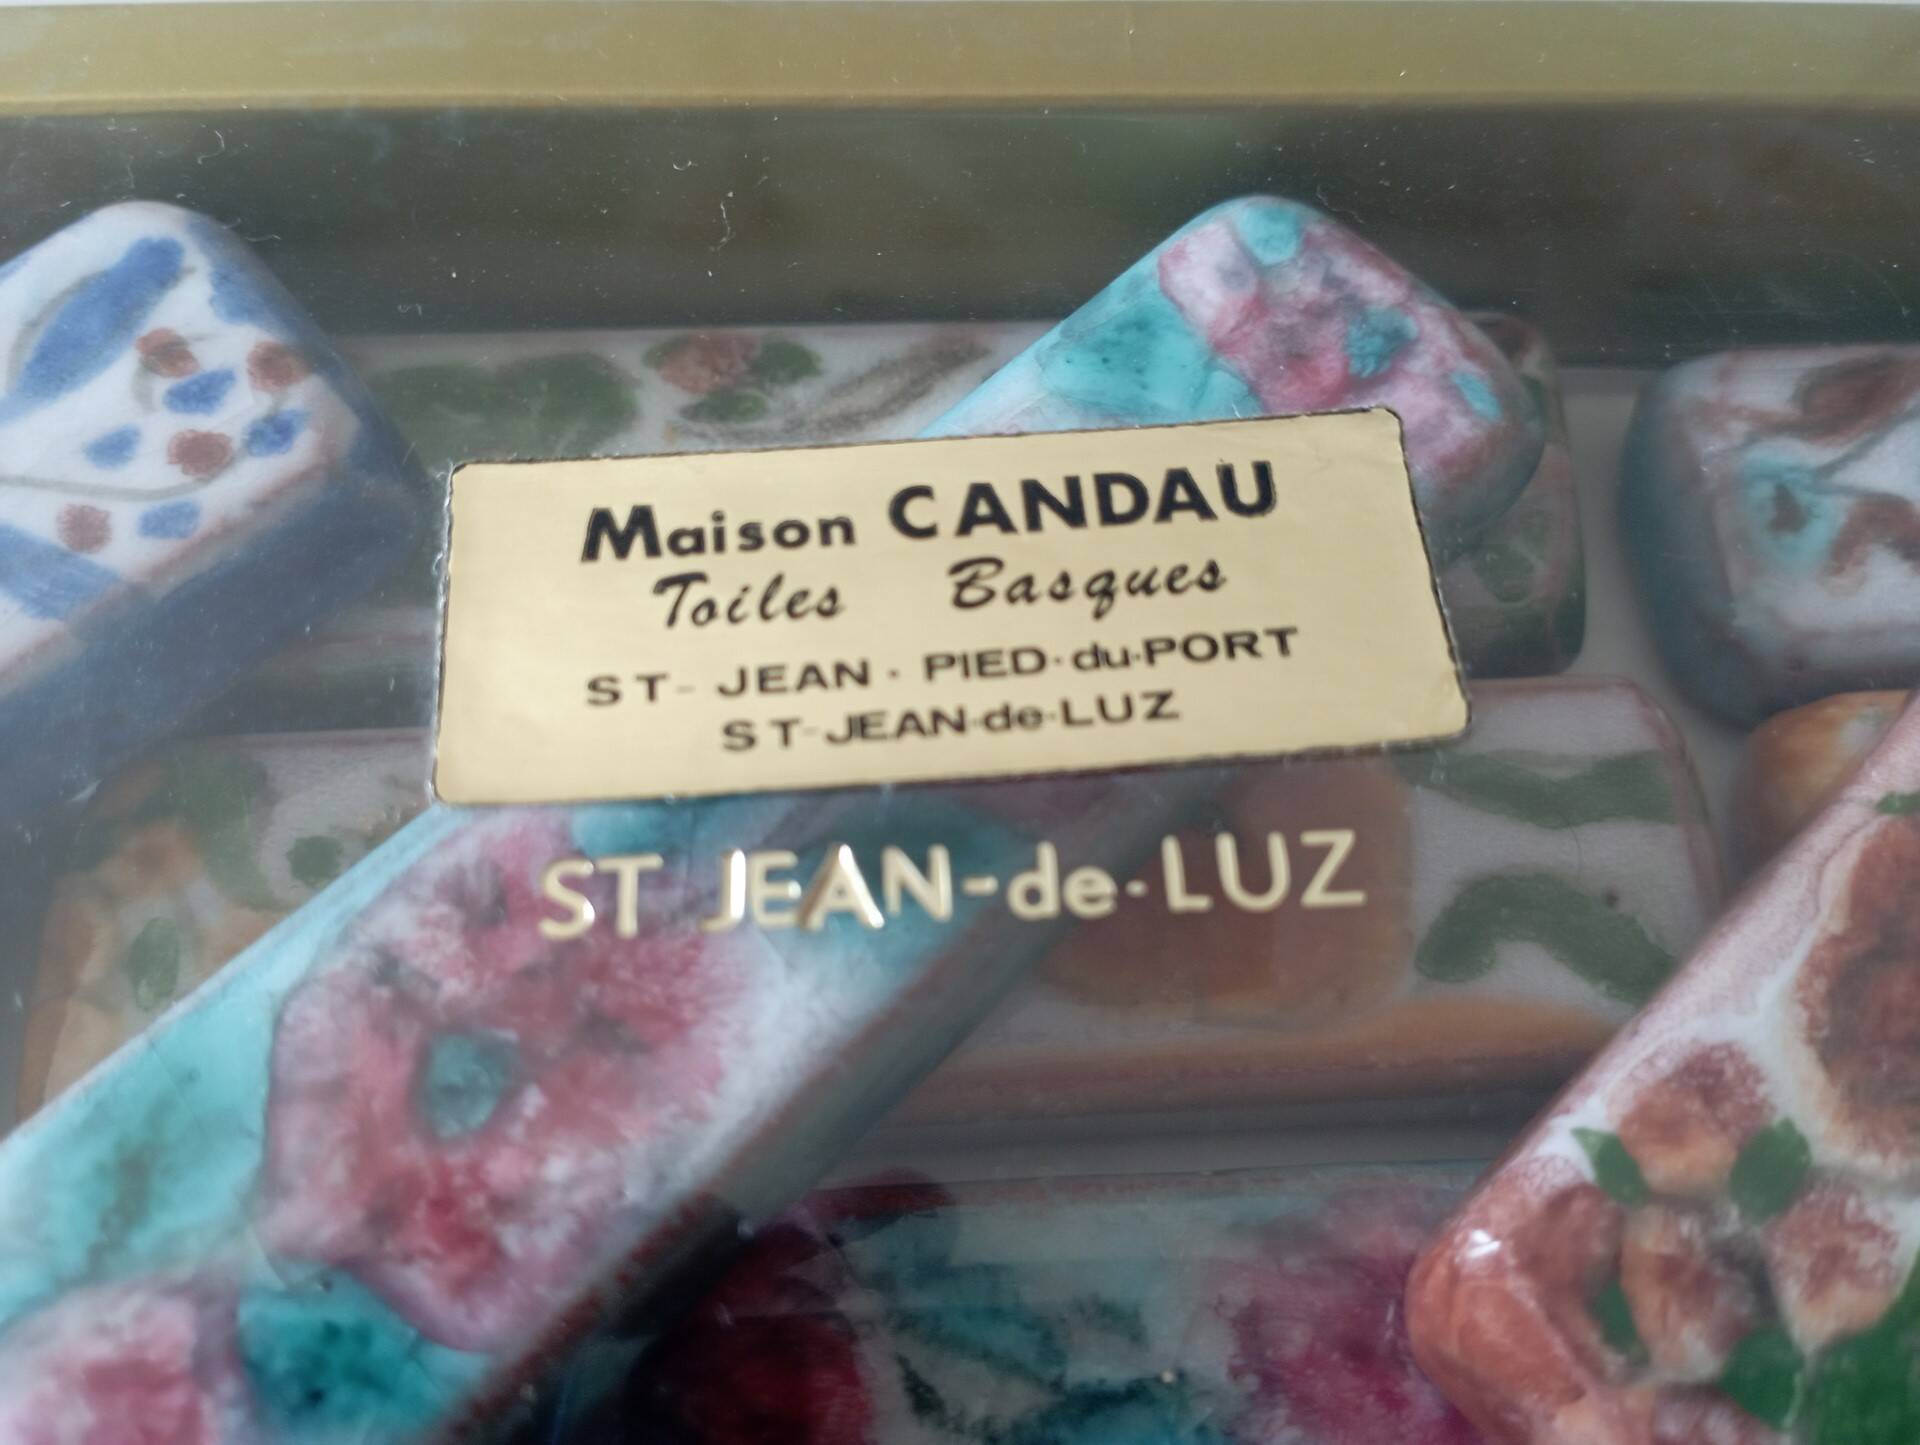 Maison CANDAU
Toiles Basques
ST-JEAN·PIED·du·PORT
ST-JEAN·de·LUZ
ST JEAN-de-LUZ